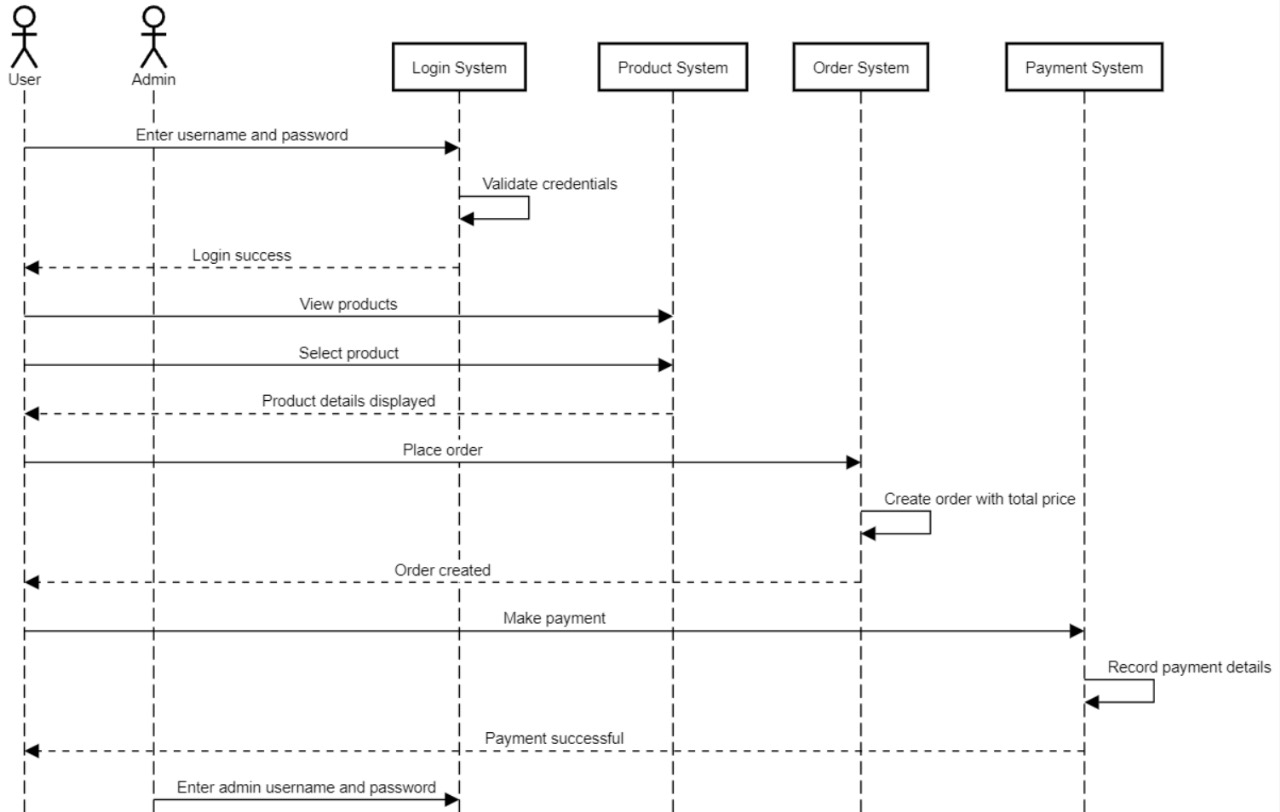 User
Admin
Login System
Product System
Order System
Payment System
Enter username and password
Validate credentials
Login success
View products
Select product
Product details displayed
Place order
Create order with total price
Order created
Make payment
Record payment details
Payment successful
Enter admin username and password